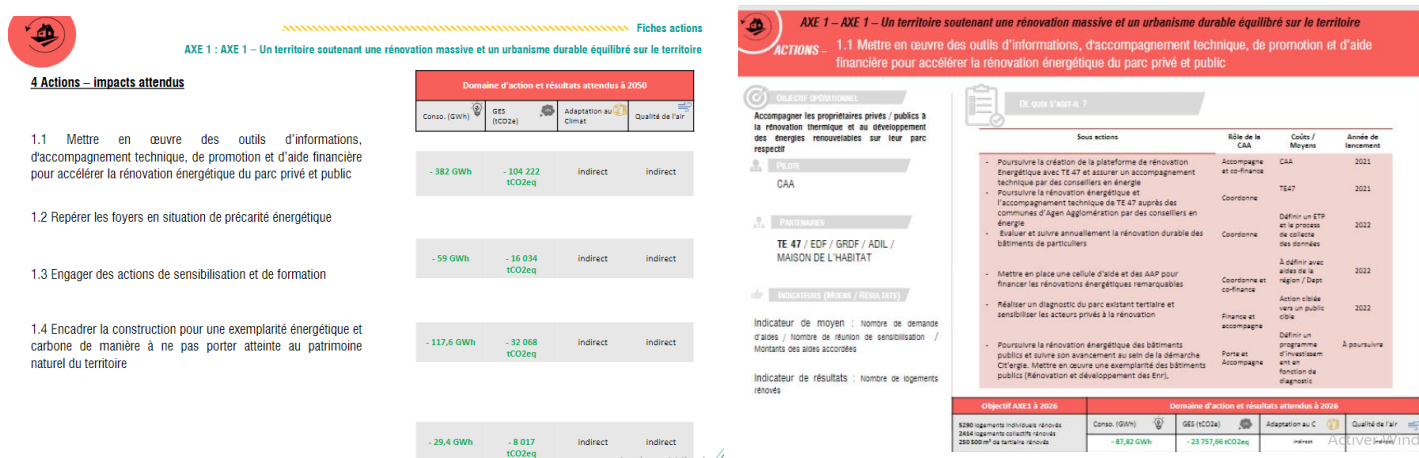 Fiches actions
AXE 1 : AXE 1 – Un territoire soutenant une rénovation massive et un urbanisme durable équilibré sur le territoire
4 Actions – impacts attendus
Domaine d'action et résultats attendus à 2050
Conso. (GWh)
GES
(tCO2e)
Adaptation au
Climat
Qualité de l'air
1.1 Mettre en œuvre des outils d'informations,
d'accompagnement technique, de promotion et d'aide financière
pour accélérer la rénovation énergétique du parc privé et public
- 382 GWh
- 104 222
tCO2eq
indirect
indirect
1.2 Repérer les foyers en situation de précarité énergétique
- 59 GWh
- 16 034
tCO2eq
indirect
indirect
1.3 Engager des actions de sensibilisation et de formation
- 117,6 GWh
- 32 068
tCO2eq
indirect
indirect
1.4 Encadrer la construction pour une exemplarité énergétique et
carbone de manière à ne pas porter atteinte au patrimoine
naturel du territoire
- 29,4 GWh
- 8 017
tCO2eq
indirect
indirect
AXE 1 – AXE 1 – Un territoire soutenant une rénovation massive et un urbanisme durable équilibré sur le territoire
ACTIONS –
1.1 Mettre en œuvre des outils d'informations, d'accompagnement technique, de promotion et d'aide
financière pour accélérer la rénovation énergétique du parc privé et public
OBJECTIF OPÉRATIONNEL
Accompagner les propriétaires privés / publics à
la rénovation thermique et au développement
des énergies renouvelables sur leur parc
respectif
PILOTE
CAA
PARTENAIRES
TE 47 / EDF / GRDF / ADIL /
MAISON DE L'HABITAT
INDICATEURS (MOYENS / RÉSULTATS)
Indicateur de moyen : Nombre de demande
d'aides / Nombre de réunion de sensibilisation /
Montants des aides accordées
Indicateur de résultats : Nombre de logements
rénovés
DE QUOI S'AGIT-IL ?
Sous actions
Rôle de la
CAA
Coûts /
Moyens
Année de
lancement
- Poursuivre la création de la plateforme de rénovation
Energétique avec TE 47 et assurer un accompagnement
technique par des conseillers en énergie
Accompagne
et co-finance
CAA
2021
- Poursuivre la rénovation énergétique et
l'accompagnement technique de TE 47 auprès des
communes d'Agen Agglomération par des conseillers en
énergie
Coordonne
TE47
2021
- Evaluer et suivre annuellement la rénovation durable des
bâtiments de particuliers
Coordonne
Définir un ETP
et le process
de collecte
des données
2022
- Mettre en place une cellule d'aide et des AAP pour
financer les rénovations énergétiques remarquables
Coordonne et
co-finance
À définir avec
aides de la
région / Dept
2022
- Réaliser un diagnostic du parc existant tertiaire et
sensibiliser les acteurs privés à la rénovation
Finance et
accompagne
Action ciblée
vers un public
cible
2022
- Poursuivre la rénovation énergétique des bâtiments
publics et suivre son avancement au sein de la démarche
Cit'ergie. Mettre en œuvre une exemplarité des bâtiments
publics (Rénovation et développement des Enr),
Porte et
Accompagne
Définir un
programme
d'investissem
ent en
fonction de
diagnostic
À poursuivre
Objectif AXE1 à 2026
Domaine d'action et résultats attendus à 2026
5290 logements individuels rénovés
2414 logements collectifs rénovés
250 500 m² de tertiaire rénovés
Conso. (GWh)
GES (tCO2e)
Adaptation au C
Qualité de l'air
- 87,82 GWh
- 23 757,66 tCO2eq
indirect
indirect
Activer Wind